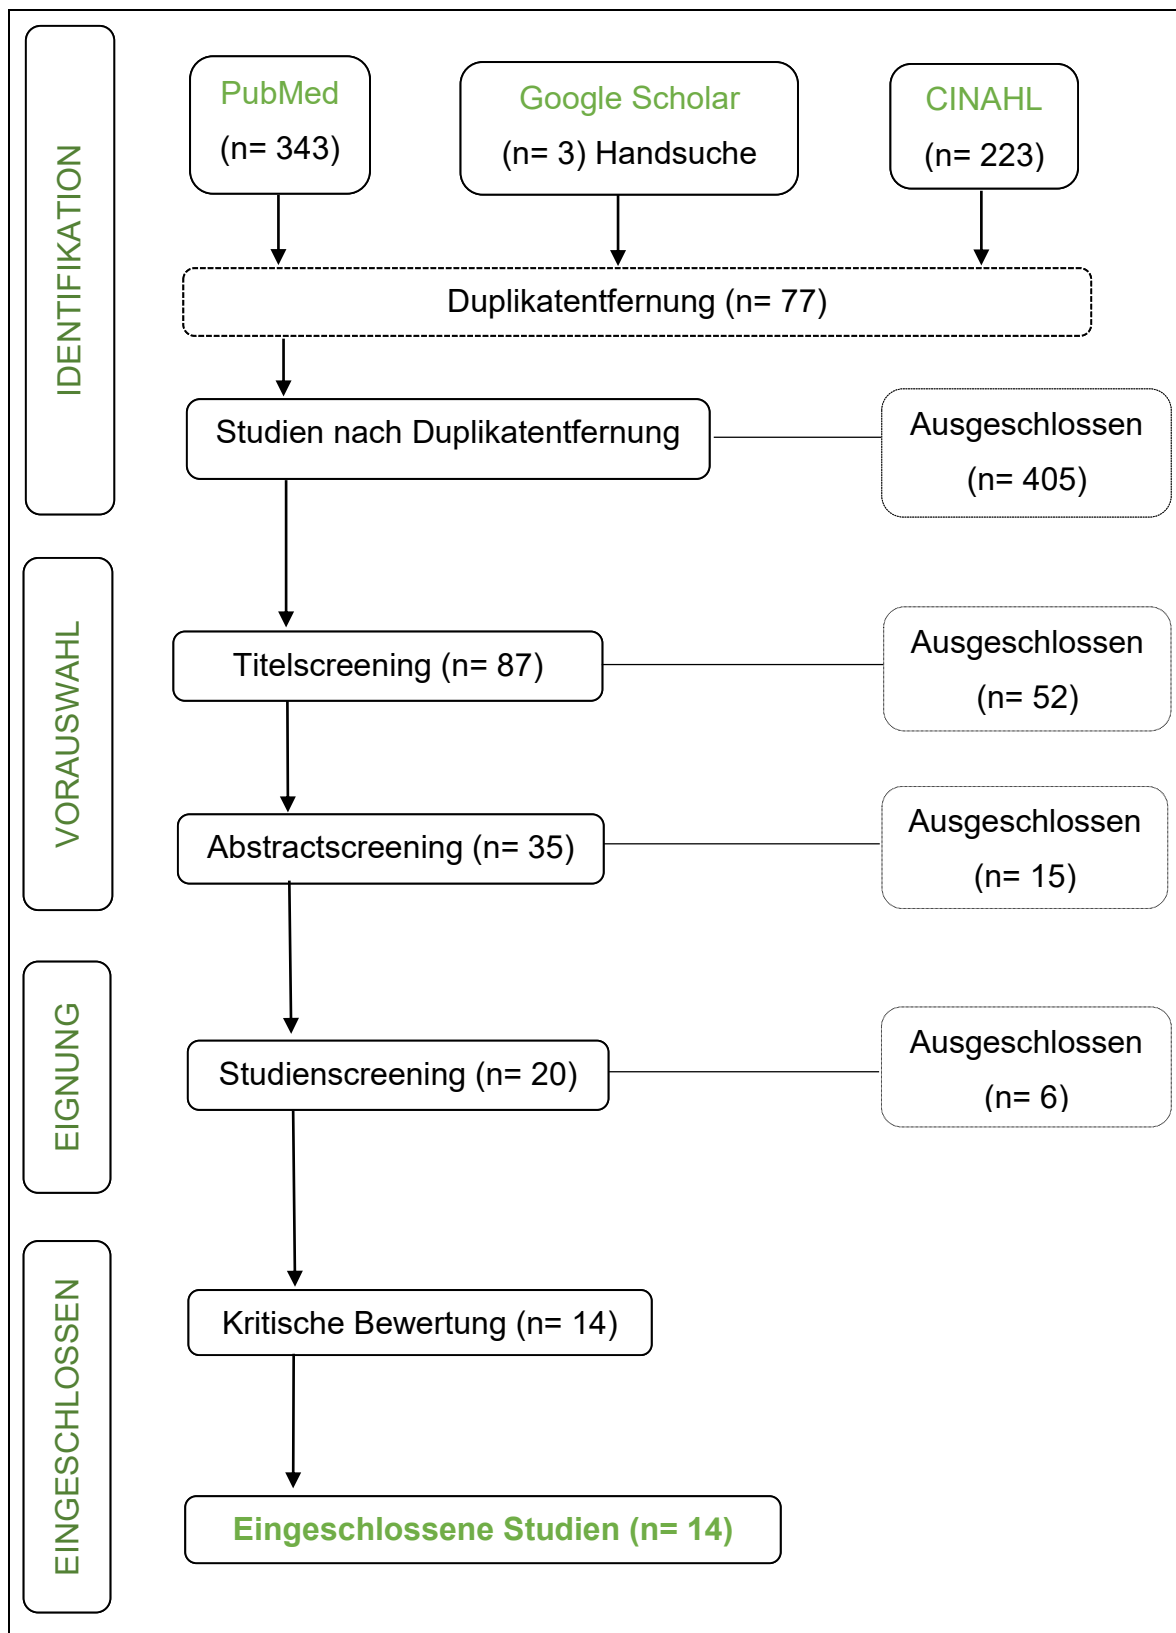 IDENTIFIKATION
PubMed
(n= 343)
Google Scholar
(n= 3) Handsuche
CINAHL
(n= 223)
Duplikatentfernung (n= 77)
Studien nach Duplikatentfernung
Ausgeschlossen
(n= 405)
VORAUSWAHL
Titelscreening (n= 87)
Ausgeschlossen
(n= 52)
Abstractscreening (n= 35)
Ausgeschlossen
(n= 15)
EIGNUNG
Studienscreening (n= 20)
Ausgeschlossen
(n= 6)
EINGESCHLOSSEN
Kritische Bewertung (n= 14)
Eingeschlossene Studien (n= 14)